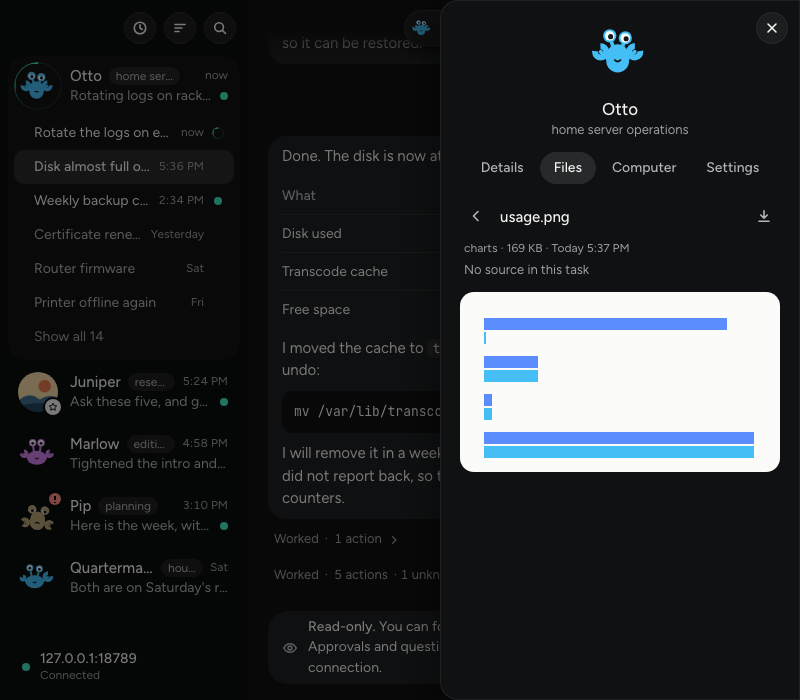 Otto
home ser...
now
Rotating logs on rack...
Rotate the logs on e...
now
Disk almost full o...
5:36 PM
Weekly backup c...
2:34 PM
Certificate rene...
Yesterday
Router firmware
Sat
Printer offline again
Fri
Show all 14
Juniper
rese...
5:24 PM
Ask these five, and g...
Marlow
editi...
4:58 PM
Tightened the intro and...
Pip
planning
3:10 PM
Here is the week, wit...
Quarterma...
hou...
Sat
Both are on Saturday's r...
127.0.0.1:18789
Connected
so it can be restored.
Done. The disk is now at
What
Disk used
Transcode cache
Free space
I moved the cache to
undo:
mv /var/lib/transco
I will remove it in a week
did not report back, so
counters.
Worked · 1 action
Worked · 5 actions · 1 unkn
Read-only. You can fo
Approvals and questi
connection.
Otto
home server operations
Details
Files
Computer
Settings
usage.png
charts · 169 KB · Today 5:37 PM
No source in this task